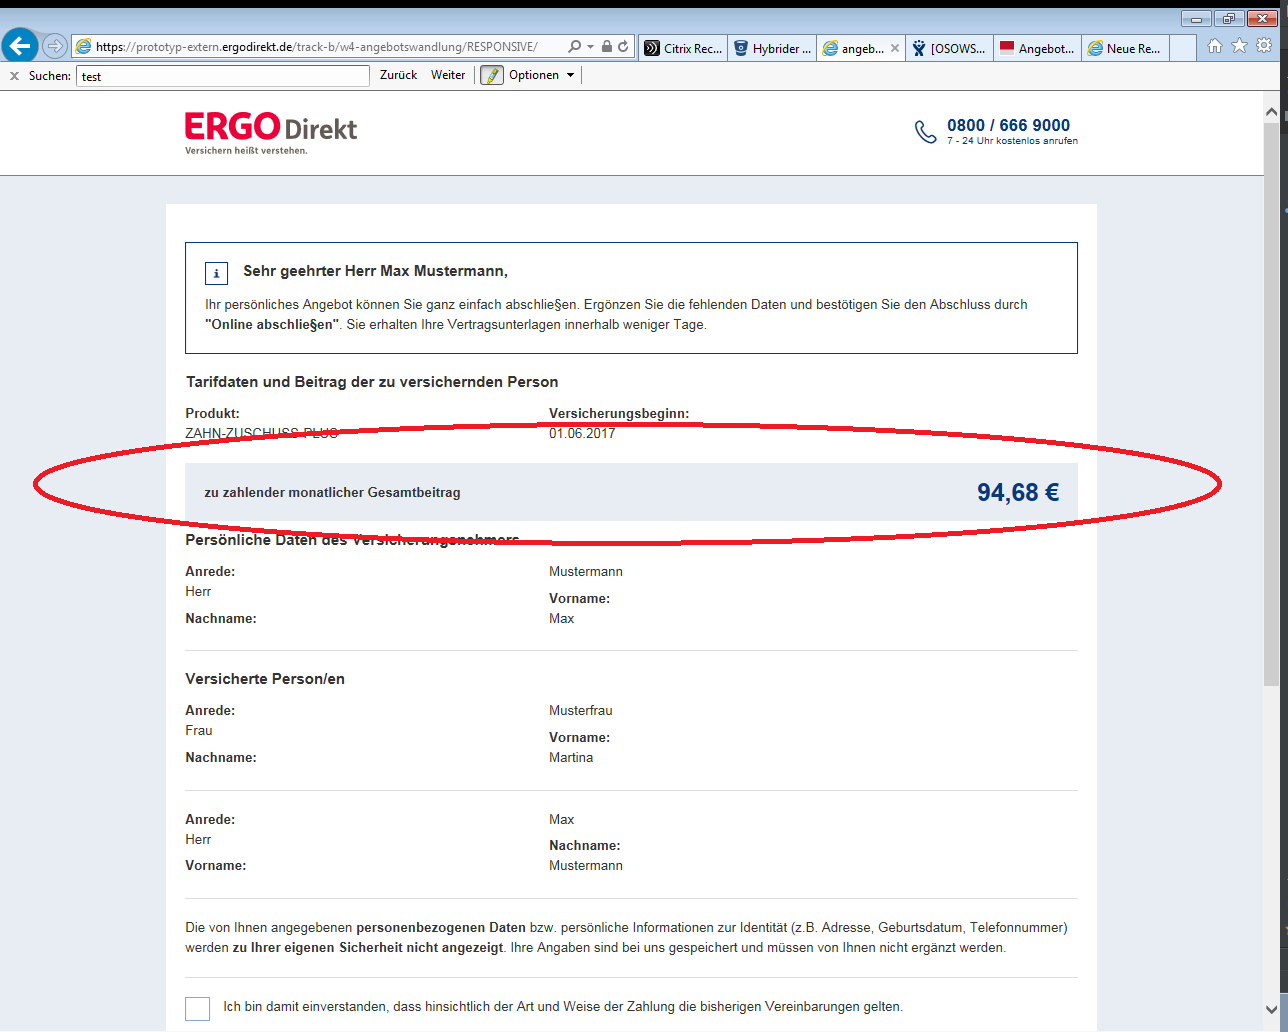 https://prototyp-extern.ergodirekt.de/track-b/w4-angebotswandlung/RESPONSIVE/
Citrix Rec...
Hybrider ...
angeb...
[OSOWS...
Angebot...
Neue Re...
Suchen: test Zurück Weiter Optionen
ERGO Direkt
Versichern heißt verstehen.
0800 / 666 9000
7 - 24 Uhr kostenlos anrufen
i Sehr geehrter Herr Max Mustermann,
Ihr persönliches Angebot können Sie ganz einfach abschlie§en. Ergönzen Sie die fehlenden Daten und bestötigen Sie den Abschluss durch
"Online abschlie§en". Sie erhalten Ihre Vertragsunterlagen innerhalb weniger Tage.
Tarifdaten und Beitrag der zu versichernden Person
Produkt: Versicherungsbeginn:
ZAHN-ZUSCHUSS-PLUS 01.06.2017
zu zahlender monatlicher Gesamtbeitrag 94,68 €
Persönliche Daten des Versicherungsnehmers
Anrede: Mustermann
Herr
Vorname:
Nachname: Max
Versicherte Person/en
Anrede: Musterfrau
Frau
Vorname:
Nachname: Martina
Anrede: Max
Herr
Nachname:
Vorname: Mustermann
Die von Ihnen angegebenen personenbezogenen Daten bzw. persönliche Informationen zur Identität (z.B. Adresse, Geburtsdatum, Telefonnummer)
werden zu Ihrer eigenen Sicherheit nicht angezeigt. Ihre Angaben sind bei uns gespeichert und müssen von Ihnen nicht ergänzt werden.
Ich bin damit einverstanden, dass hinsichtlich der Art und Weise der Zahlung die bisherigen Vereinbarungen gelten.